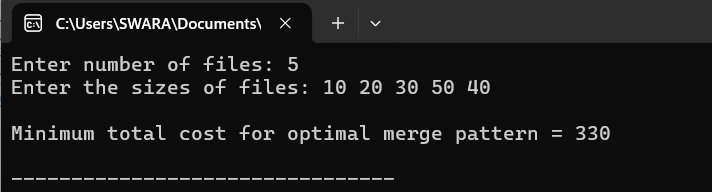 C:\Users\SWARA\Documents\
Enter number of files: 5
Enter the sizes of files: 10 20 30 50 40
Minimum total cost for optimal merge pattern = 330
--------------------------------